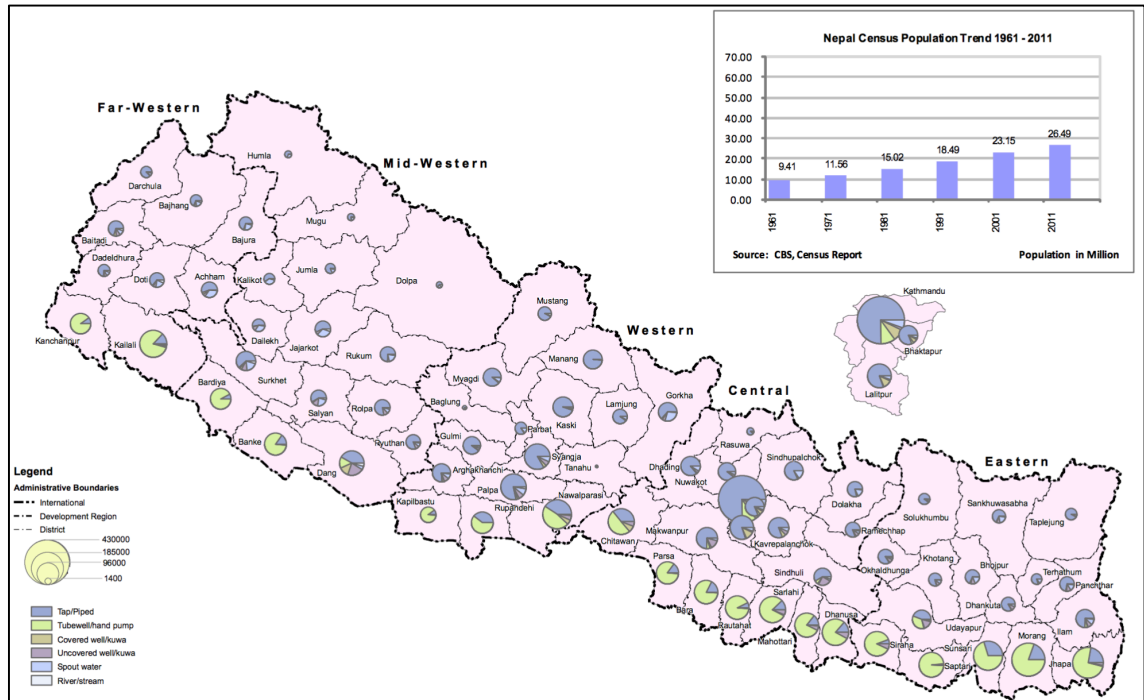 Nepal Census Population Trend 1961 - 2011
70.00
60.00
50.00
40.00
30.00
20.00
10.00
0.00
9.41
11.56
15.02
18.49
23.15
26.49
1961
1971
1981
1991
2001
2011
Source: CBS, Census Report
Population in Million
Far-Western
Mid-Western
Western
Central
Eastern
Humla
Darchula
Bajhang
Mugu
Bajura
Baitadi
Dadeldhura
Doti
Achham
Kalikot
Jumla
Dolpa
Mustang
Kathmandu
Bhaktapur
Lalitpur
Kanchanpur
Kailali
Dailekh
Jajarkot
Rukum
Manang
Myagdi
Bardiya
Surkhet
Salyan
Rolpa
Baglung
Parbat
Kaski
Lamjung
Gorkha
Banke
Dang
Pyuthan
Gulmi
Syangja
Tanahu
Rasuwa
Arghakhanchi
Palpa
Nawalparasi
Dhading
Nuwakot
Sindhupalchok
Kapilbastu
Rupandehi
Chitawan
Makwanpur
Kavrepalanchok
Dolakha
Ramechhap
Solukhumbu
Sankhuwasabha
Taplejung
Parsa
Bara
Rautahat
Sarlahi
Mahottari
Dhanusa
Sindhuli
Okhaldhunga
Khotang
Bhojpur
Terhathum
Panchthar
Dhankuta
Udayapur
Siraha
Saptari
Sunsari
Morang
Ilam
Jhapa
Legend
Administrative Boundaries
International
Development Region
District
430000
185000
96000
1400
Tap/Piped
Tubewell/hand pump
Covered well/kuwa
Uncovered well/kuwa
Spout water
River/stream